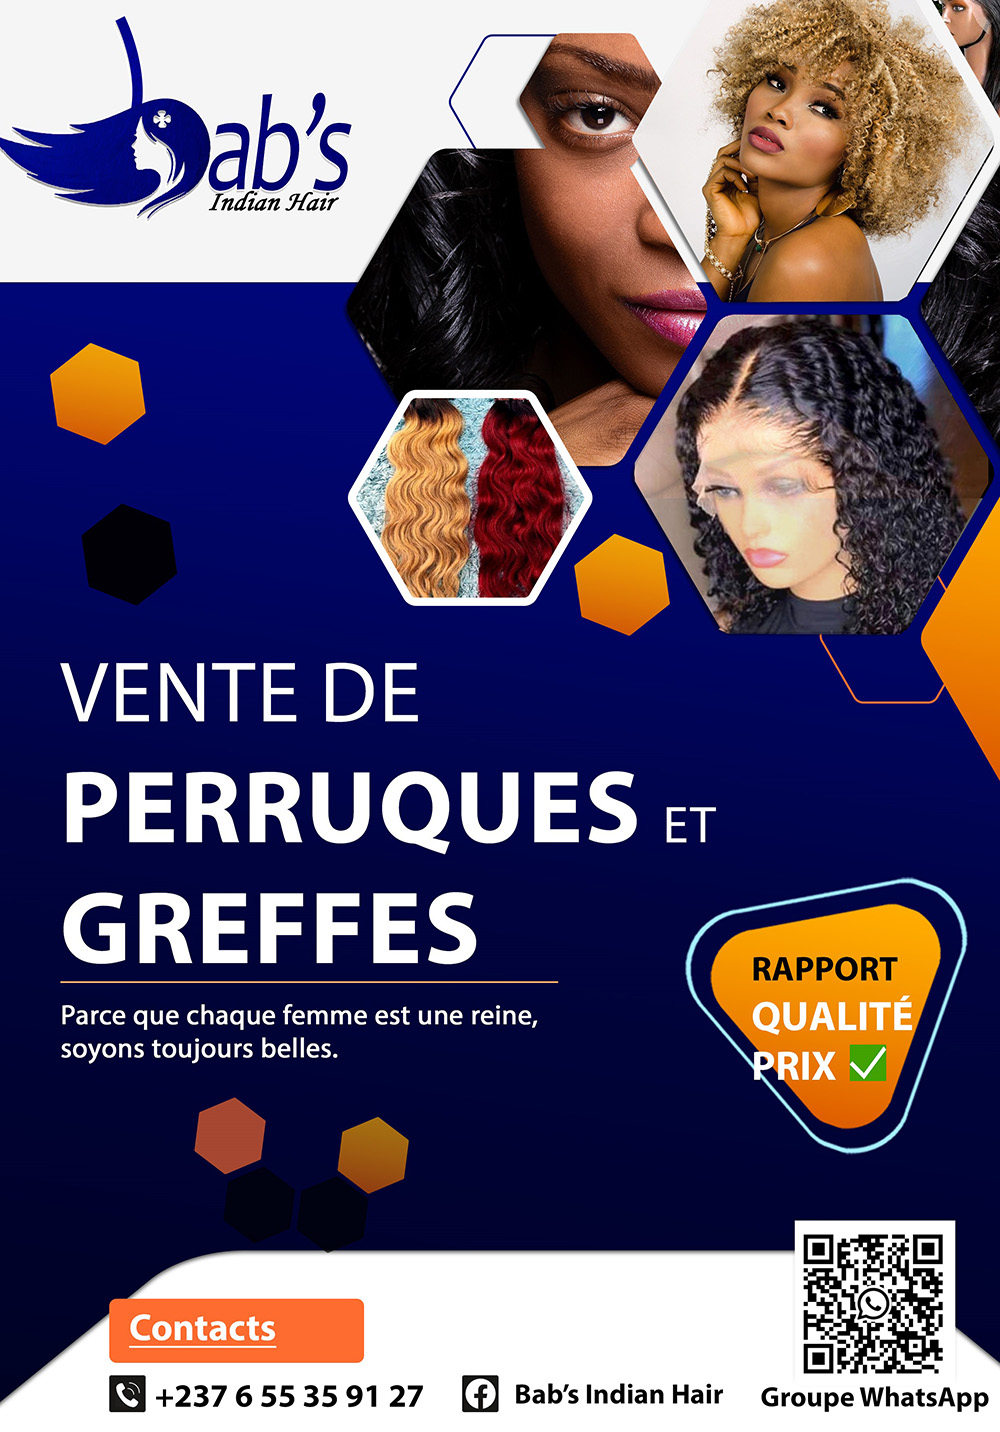 Bab's
Indian Hair
VENTE DE
PERRUQUES ET
GREFFES
Parce que chaque femme est une reine,
soyons toujours belles.
RAPPORT
QUALITÉ
PRIX ✅
Contacts
+237 6 55 35 91 27
Bab's Indian Hair
Groupe WhatsApp